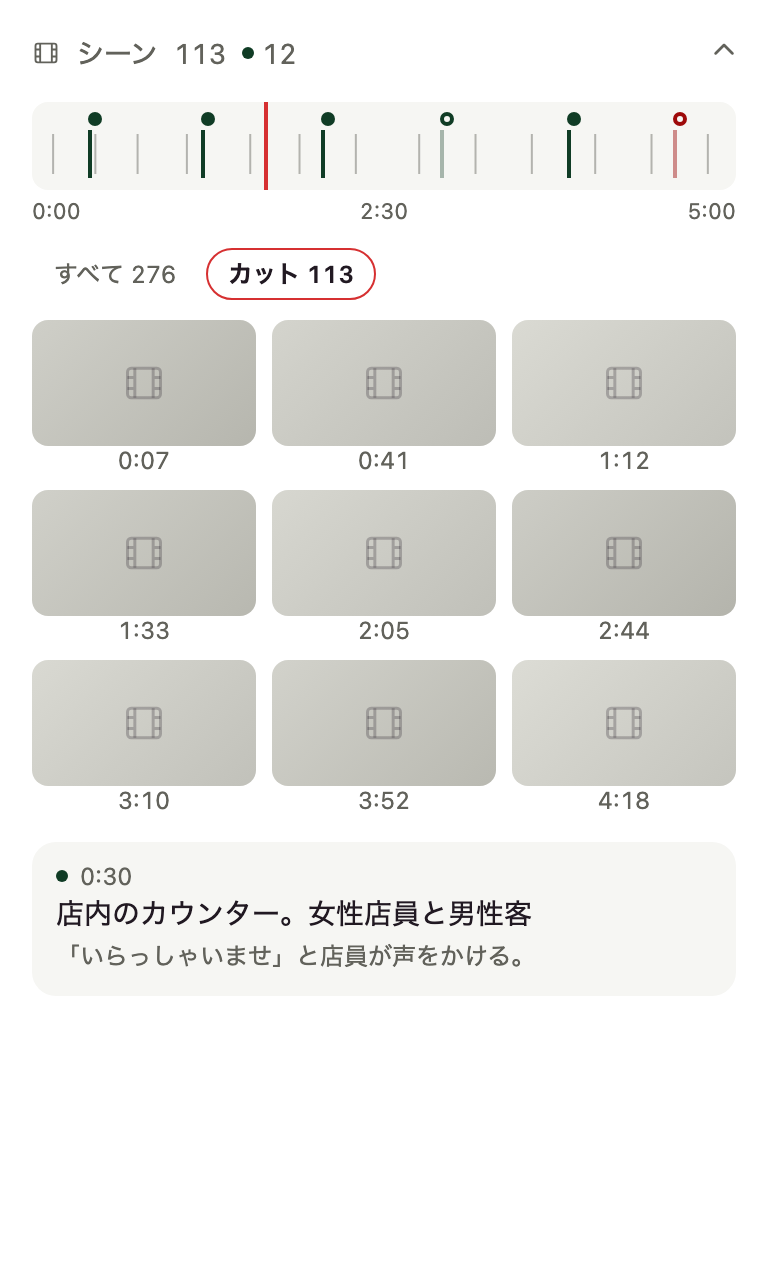 シーン 113 12
0:00 2:30 5:00
すべて 276 カット 113
0:07 0:41 1:12
1:33 2:05 2:44
3:10 3:52 4:18
0:30
店内のカウンター。女性店員と男性客
「いらっしゃいませ」と店員が声をかける。